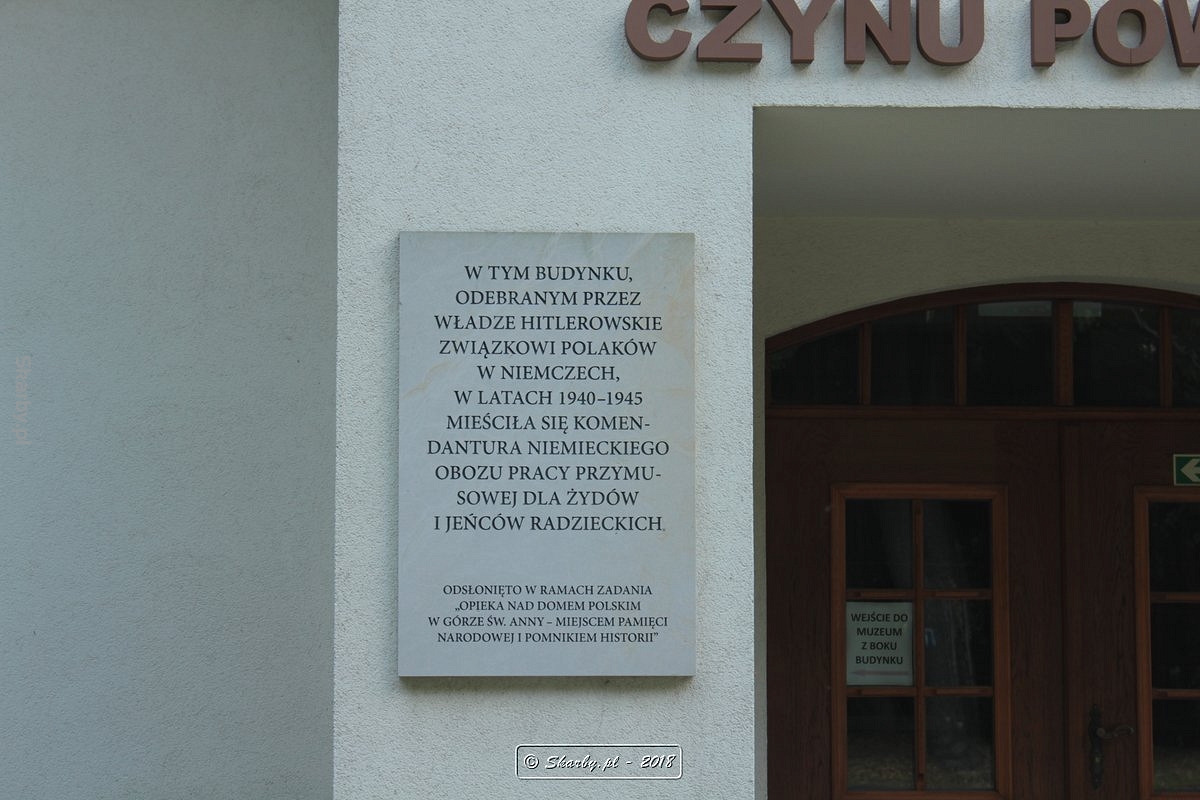 CZYNU
W TYM BUDYNKU,
ODEBRANYM PRZEZ
WŁADZE HITLEROWSKIE
ZWIĄZKOWI POLAKÓW
W NIEMCZECH,
W LATACH 1940–1945
MIEŚCIŁA SIĘ KOMEN-
DANTURA NIEMIECKIEGO
OBOZU PRACY PRZYMU-
SOWEJ DLA ŻYDÓW
I JEŃCÓW RADZIECKICH
ODSŁONIĘTO W RAMACH ZADANIA
„OPIEKA NAD DOMEM POLSKIM
W GÓRZE ŚW. ANNY – MIEJSCEM PAMIĘCI
NARODOWEJ I POMNIKIEM HISTORII”
WEJŚCIE DO
MUZEUM
Z BOKU
BUDYNKU
© Skarby.pl - 2018